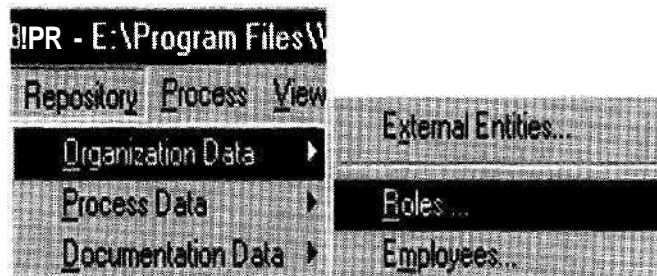 !PR - E:\Program Files\
Repository Process View
Organization Data
Process Data
Documentation Data
External Entities...
Roles...
Employees...